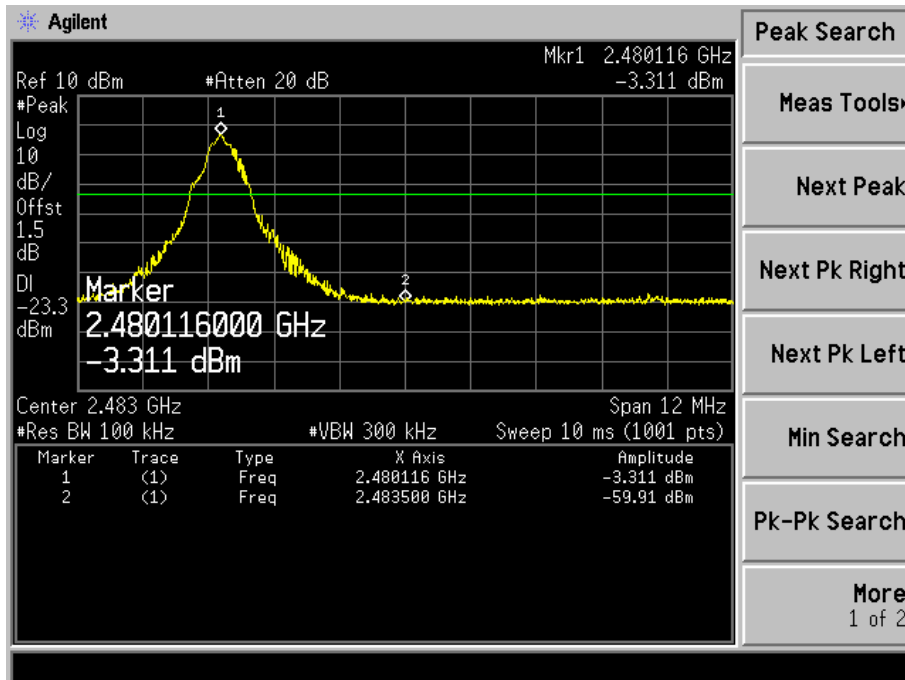 Agilent
Peak Search
Mkr1 2.480116 GHz
Ref 10 dBm #Atten 20 dB -3.311 dBm
#Peak
Log
10
dB/
Offst
1.5
dB
DI
-23.3
dBm
1
2
Marker
2.480116000 GHz
-3.311 dBm
Center 2.483 GHz Span 12 MHz
#Res BW 100 kHz #VBW 300 kHz Sweep 10 ms (1001 pts)
Marker Trace Type X Axis Amplitude
1 (1) Freq 2.480116 GHz -3.311 dBm
2 (1) Freq 2.483500 GHz -59.91 dBm
Meas Tools
Next Peak
Next Pk Right
Next Pk Left
Min Search
Pk-Pk Search
More
1 of 2